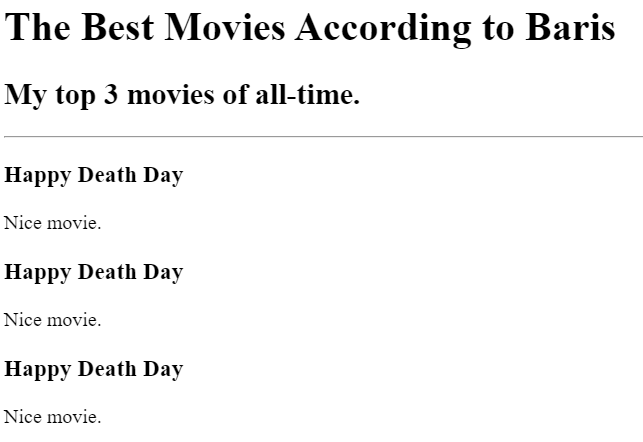 The Best Movies According to Baris
My top 3 movies of all-time.
Happy Death Day
Nice movie.
Happy Death Day
Nice movie.
Happy Death Day
Nice movie.